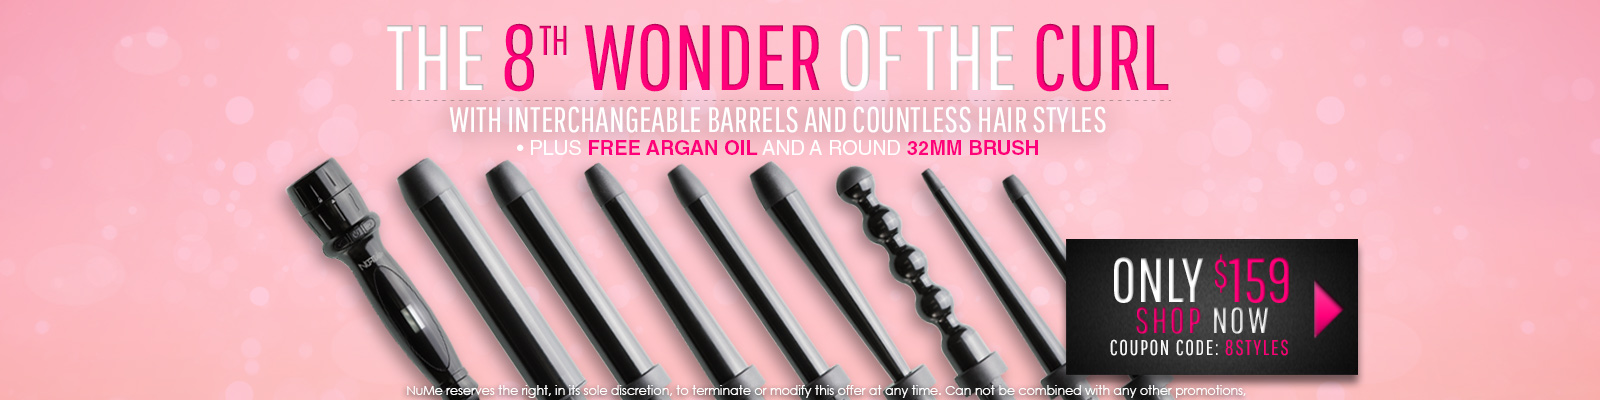 THE 8TH WONDER OF THE CURL
WITH INTERCHANGEABLE BARRELS AND COUNTLESS HAIR STYLES
• PLUS FREE ARGAN OIL AND A ROUND 32MM BRUSH
NUME
ONLY $159
SHOP NOW
COUPON CODE: 8STYLES
NuMe reserves the right, in its sole discretion, to terminate or modify this offer at any time. Can not be combined with any other promotions,